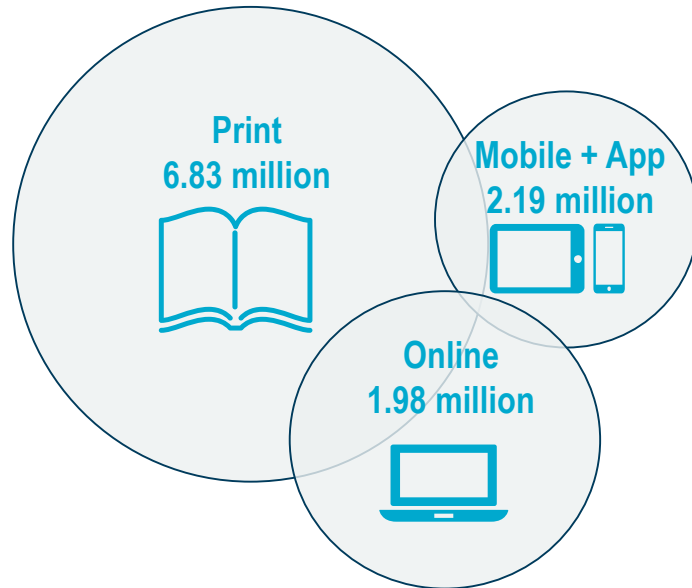 Print
6.83 million
Mobile + App
2.19 million
Online
1.98 million